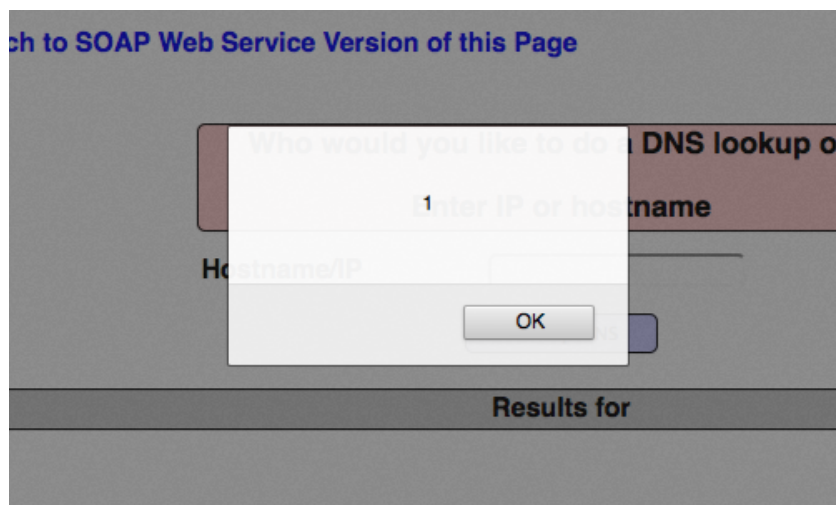 ch to SOAP Web Service Version of this Page
Who would you like to do a DNS lookup o
Enter IP or hostname
1
Hostname/IP
OK
Results for